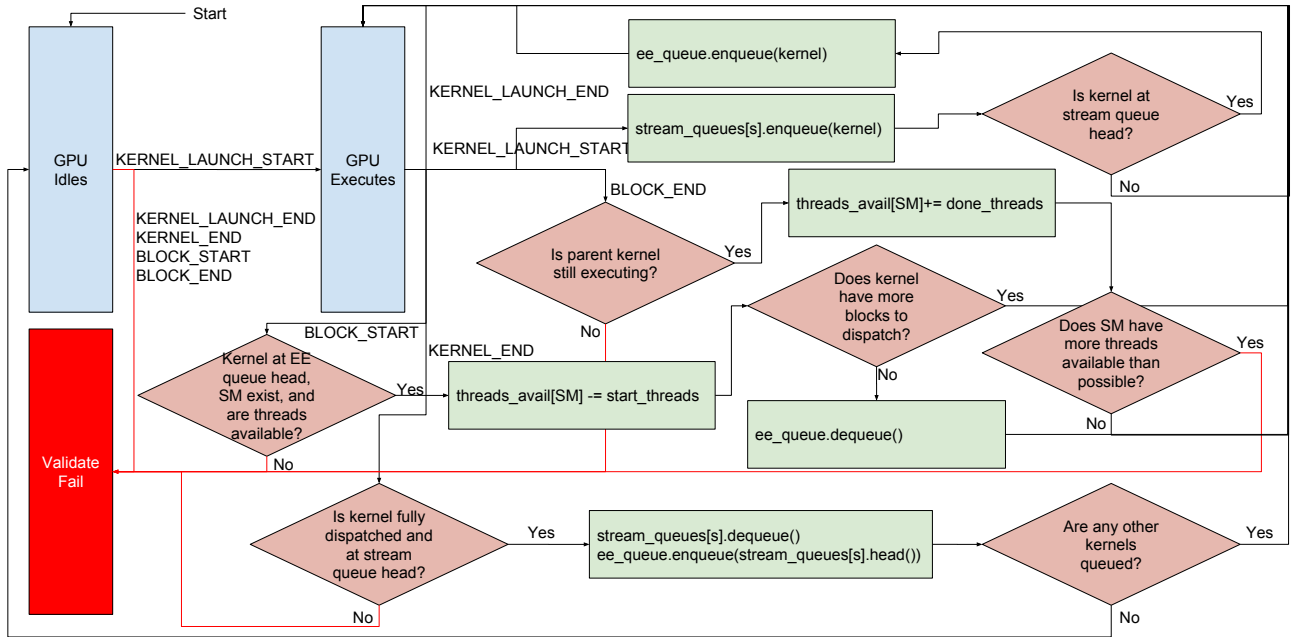 Start
ee_queue.enqueue(kernel)
KERNEL_LAUNCH_END
Is kernel at
stream queue
head?
Yes
stream_queues[s].enqueue(kernel)
GPU
Idles
KERNEL_LAUNCH_START
GPU
Executes
KERNEL_LAUNCH_START
No
BLOCK_END
KERNEL_LAUNCH_END
KERNEL_END
BLOCK_START
BLOCK_END
threads_avail[SM]+= done_threads
Is parent kernel
still executing?
Yes
Does kernel
have more
blocks to
dispatch?
Yes
No
BLOCK_START
KERNEL_END
Does SM have
more threads
available than
possible?
Yes
Kernel at EE
queue head,
SM exist, and
are threads
available?
Yes
threads_avail[SM] -= start_threads
No
ee_queue.dequeue()
No
No
Validate
Fail
Is kernel fully
dispatched and
at stream
queue head?
Yes
stream_queues[s].dequeue()
ee_queue.enqueue(stream_queues[s].head())
Are any other
kernels
queued?
Yes
No
No